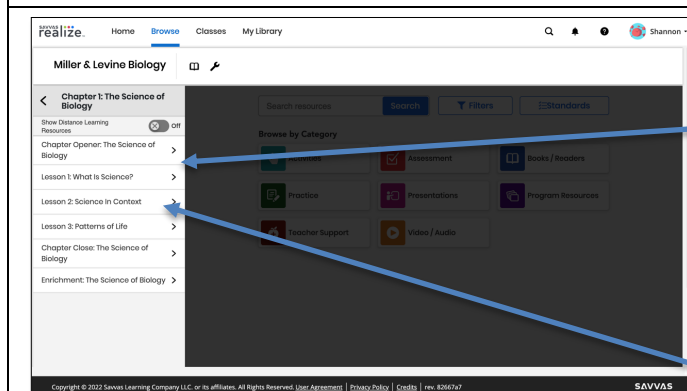 savvas
realize. Home Browse Classes My Library Shannon
Miller & Levine Biology
Chapter 1: The Science of
Biology
Show Distance Learning
Resources
Off
Chapter Opener: The Science of
Biology
Lesson 1: What Is Science?
Lesson 2: Science in Context
Lesson 3: Patterns of Life
Chapter Close: The Science of
Biology
Enrichment: The Science of Biology
Search resources Search Filters Standards
Browse by Category
Activities Assessment Books / Readers
Practice Presentations Program Resources
Teacher Support Video / Audio
Copyright © 2022 Savvas Learning Company LLC. or its affiliates. All Rights Reserved. User Agreement | Privacy Policy | Credits | rev. 82667a7
SAVVAS